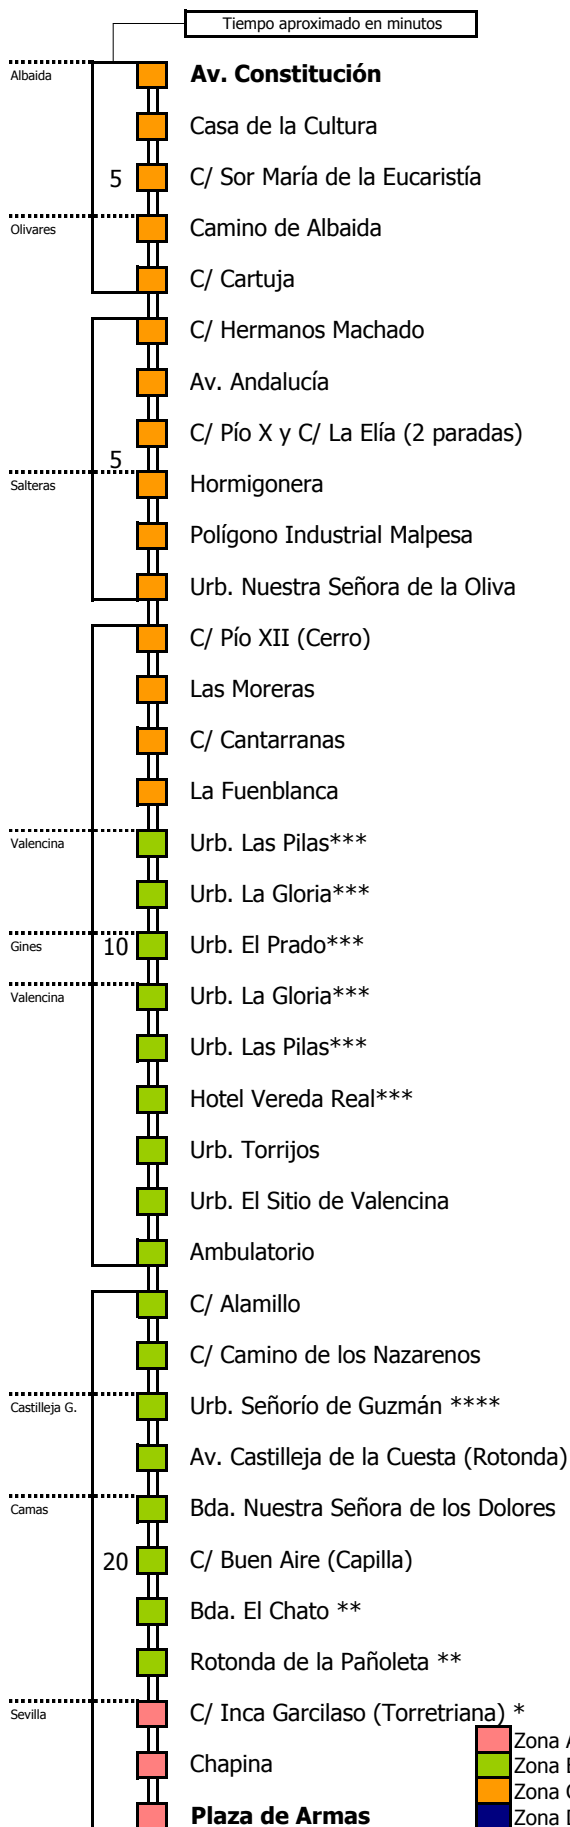 Tiempo aproximado en minutos
Albaida
Av. Constitución
Casa de la Cultura
5
C/ Sor María de la Eucaristía
Olivares
Camino de Albaida
C/ Cartuja
C/ Hermanos Machado
Av. Andalucía
C/ Pío X y C/ La Elía (2 paradas)
5
Salteras
Hormigonera
Polígono Industrial Malpesa
Urb. Nuestra Señora de la Oliva
C/ Pío XII (Cerro)
Las Moreras
C/ Cantarranas
La Fuenblanca
Valencina
Urb. Las Pilas***
Urb. La Gloria***
Gines
10
Urb. El Prado***
Valencina
Urb. La Gloria***
Urb. Las Pilas***
Hotel Vereda Real***
Urb. Torrijos
Urb. El Sitio de Valencina
Ambulatorio
C/ Alamillo
C/ Camino de los Nazarenos
Castilleja G.
Urb. Señorío de Guzmán ****
Av. Castilleja de la Cuesta (Rotonda)
Camas
Bda. Nuestra Señora de los Dolores
20
C/ Buen Aire (Capilla)
Bda. El Chato **
Rotonda de la Pañoleta **
Sevilla
C/ Inca Garcilaso (Torretriana) *
Chapina
Plaza de Armas
Zona A
Zona B
Zona C
Zona D